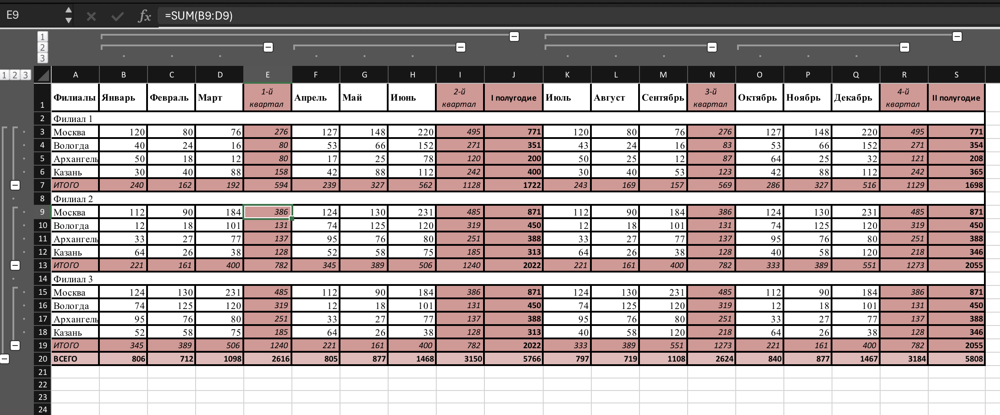 E9 fx =SUM(B9:D9)
1
2
3
1 2 3 A B C D E F G H I J K L M N O P Q R S
1 Филиалы Январь Февраль Март 1-й квартал Апрель Май Июнь 2-й квартал I полугодие Июль Август Сентябрь 3-й квартал Октябрь Ноябрь Декабрь 4-й квартал II полугодие
2 Филиал 1
3 Москва 120 80 76 276 127 148 220 495 771 120 80 76 276 127 148 220 495 771
4 Вологда 40 24 16 80 53 66 152 271 351 43 24 16 83 53 66 152 271 354
5 Архангель 50 18 12 80 17 25 78 120 200 50 25 12 87 64 25 32 121 208
6 Казань 30 40 88 158 42 88 112 242 400 30 40 53 123 42 88 112 242 365
7 ИТОГО 240 162 192 594 239 327 562 1128 1722 243 169 157 569 286 327 516 1129 1698
8 Филиал 2
9 Москва 112 90 184 386 124 130 231 485 871 112 90 184 386 124 130 231 485 871
10 Вологда 12 18 101 131 74 125 120 319 450 12 18 101 131 74 125 120 319 450
11 Архангель 33 27 77 137 95 76 80 251 388 33 27 77 137 95 76 80 251 388
12 Казань 64 26 38 128 52 58 75 185 313 64 26 38 128 40 58 120 218 346
13 ИТОГО 221 161 400 782 345 389 506 1240 2022 221 161 400 782 333 389 551 1273 2055
14 Филиал 3
15 Москва 124 130 231 485 112 90 184 386 871 124 130 231 485 112 90 184 386 871
16 Вологда 74 125 120 319 12 18 101 131 450 74 125 120 319 12 18 101 131 450
17 Архангель 95 76 80 251 33 27 77 137 388 95 76 80 251 33 27 77 137 388
18 Казань 52 58 75 185 64 26 38 128 313 40 58 120 218 64 26 38 128 346
19 ИТОГО 345 389 506 1240 221 161 400 782 2022 333 389 551 1273 221 161 400 782 2055
20 ВСЕГО 806 712 1098 2616 805 877 1468 3150 5766 797 719 1108 2624 840 877 1467 3184 5808
21
22
23
24